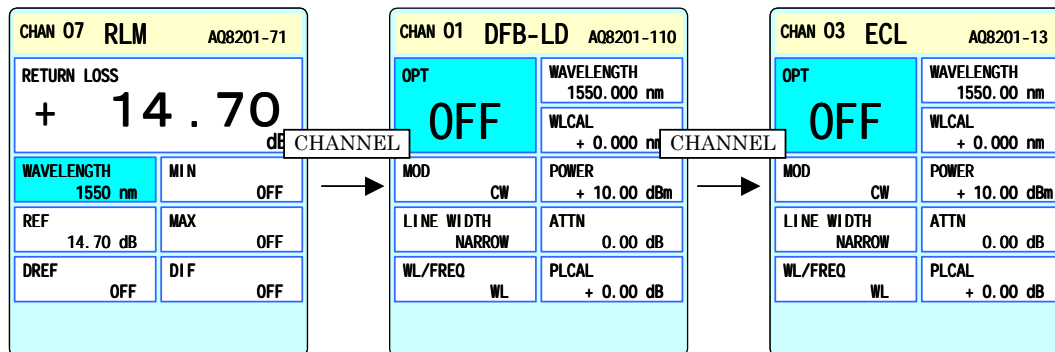 CHAN 07 RLM AQ8201-71
RETURN LOSS
+ 14.70
dB
WAVELENGTH
1550 nm
MIN
OFF
REF
14.70 dB
MAX
OFF
DREF
OFF
DIF
OFF
CHANNEL
CHAN 01 DFB-LD AQ8201-110
OPT
OFF
WAVELENGTH
1550.000 nm
WLCAL
+ 0.000 nm
MOD
CW
POWER
+ 10.00 dBm
LINE WIDTH
NARROW
ATTN
0.00 dB
WL/FREQ
WL
PLCAL
+ 0.00 dB
CHANNEL
CHAN 03 ECL AQ8201-13
OPT
OFF
WAVELENGTH
1550.00 nm
WLCAL
+ 0.000 nm
MOD
CW
POWER
+ 10.00 dBm
LINE WIDTH
NARROW
ATTN
0.00 dB
WL/FREQ
WL
PLCAL
+ 0.00 dB